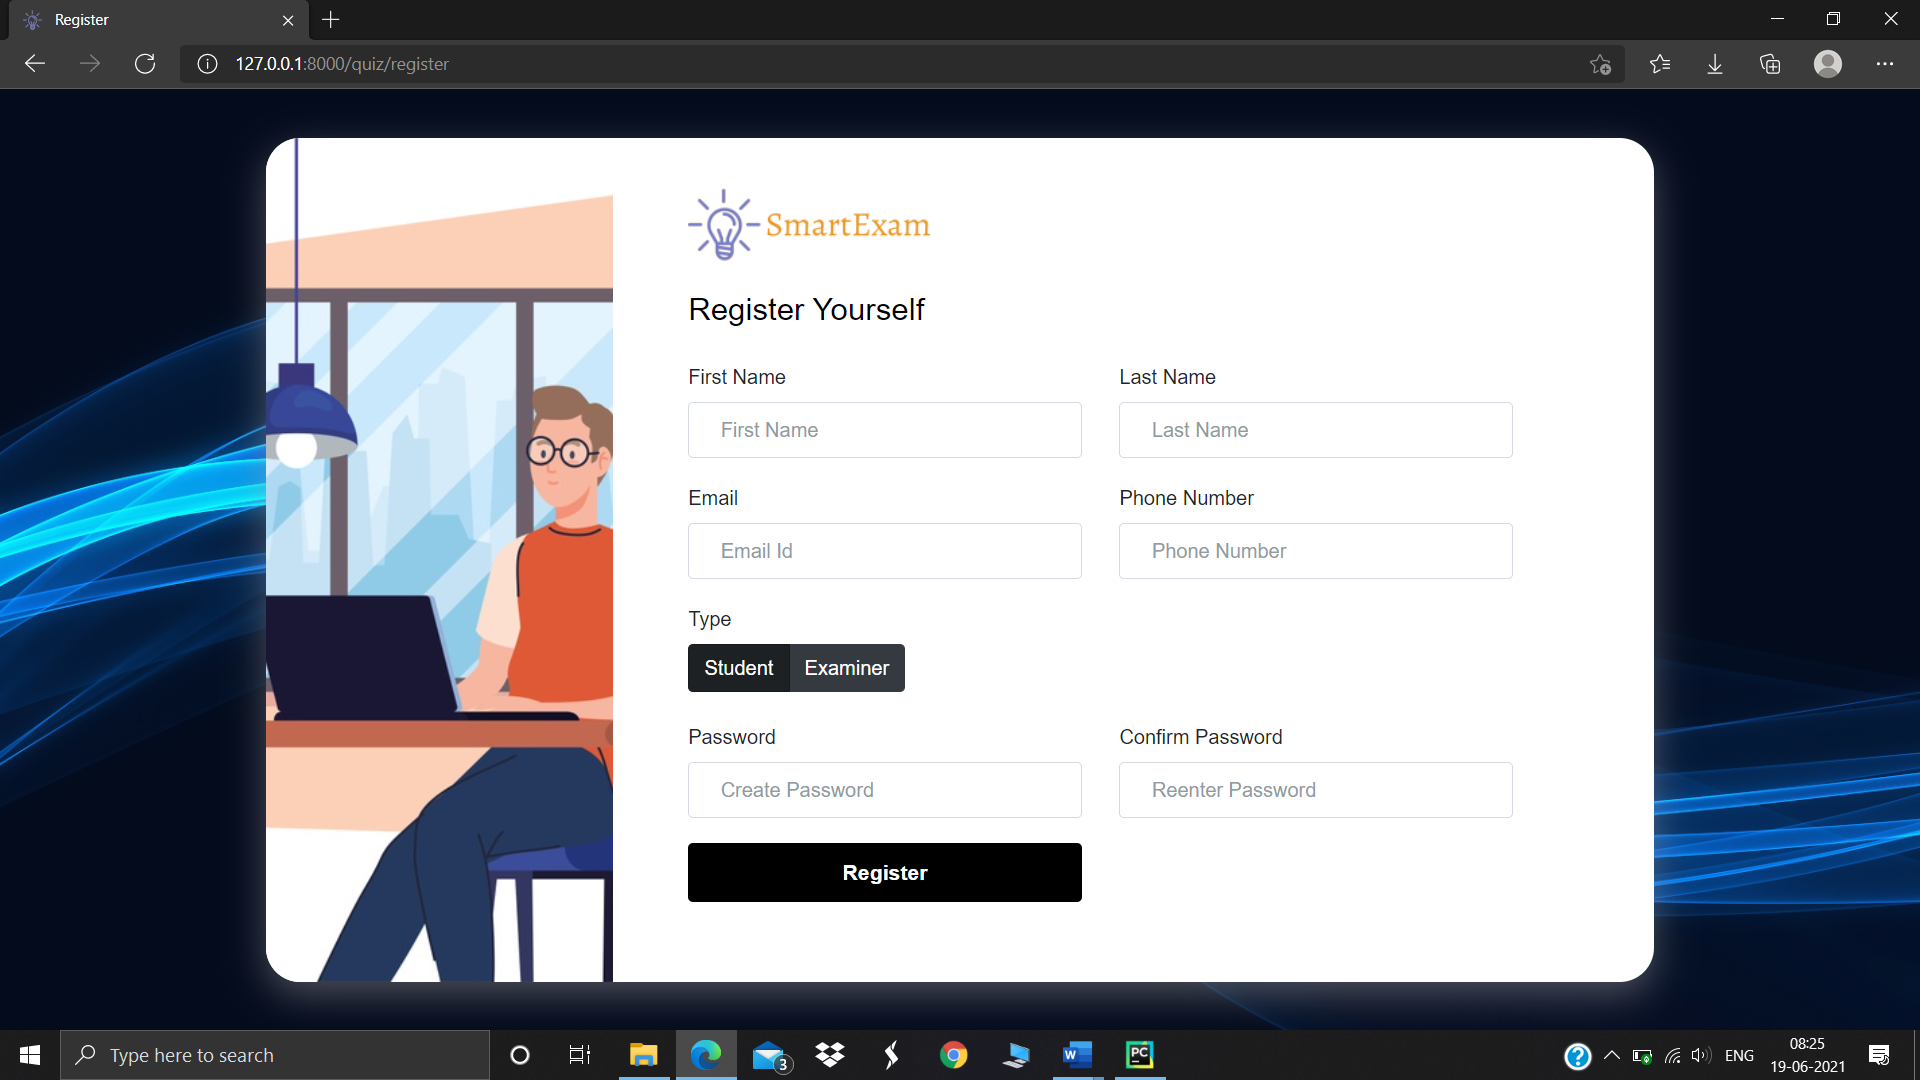 Register
127.0.0.1:8000/quiz/register
SmartExam
Register Yourself
First Name
Last Name
First Name
Last Name
Email
Phone Number
Email Id
Phone Number
Type
Student Examiner
Password
Confirm Password
Create Password
Reenter Password
Register
Type here to search
3
W
PC
ENG
08:25
19-06-2021